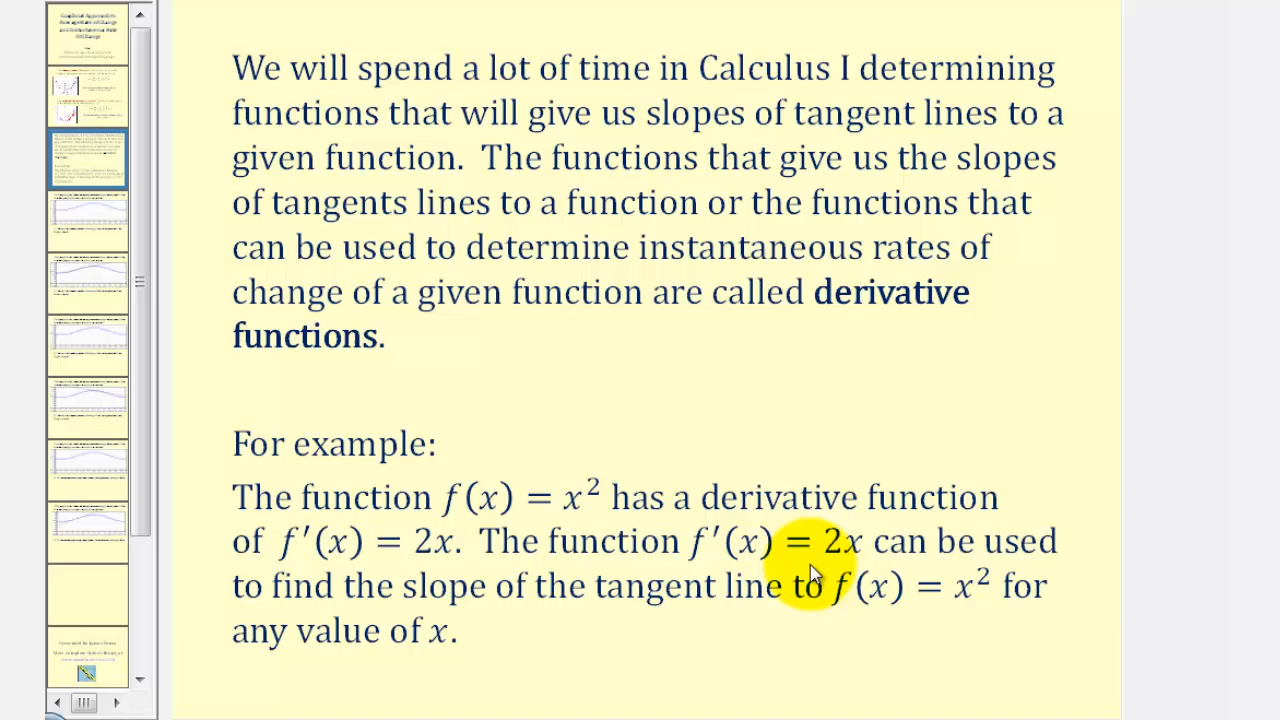 We will spend a lot of time in Calculus I determining
functions that will give us slopes of tangent lines to a
given function. The functions that give us the slopes
of tangents lines to a function or the functions that
can be used to determine instantaneous rates of
change of a given function are called derivative
functions.
For example:
The function f(x) = x² has a derivative function
of f′(x) = 2x. The function f′(x) = 2x can be used
to find the slope of the tangent line to f(x) = x² for
any value of x.